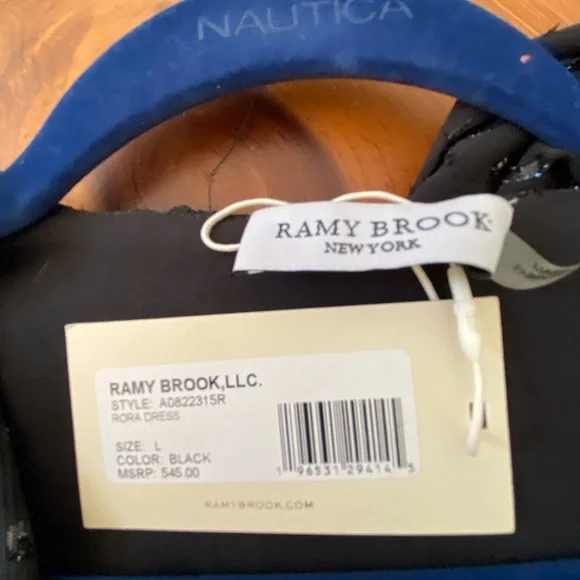 NAUTICA
RAMY BROOK
NEW YORK
RAMY BROOK,LLC.
STYLE: A0822315R
RORA DRESS
SIZE: L
COLOR: BLACK
MSRP: 545.00
1 96531 29414 5
RAMYBROOK.COM